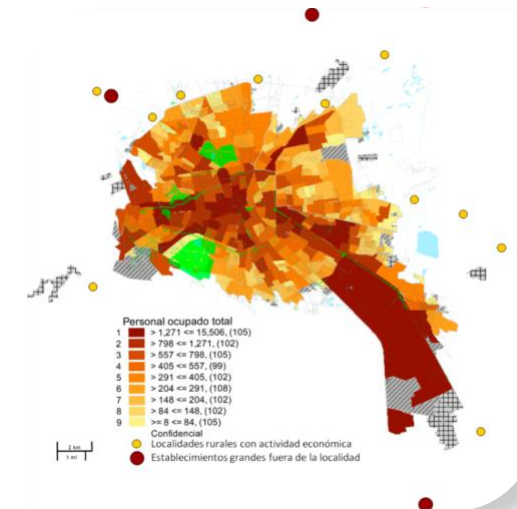 Personal ocupado total
1 > 1,271 <= 15,506, (105)
2 > 798 <= 1,271, (102)
3 > 557 <= 798, (105)
4 > 405 <= 557, (99)
5 > 291 <= 405, (102)
6 > 204 <= 291, (108)
7 > 148 <= 204, (102)
8 > 84 <= 148, (102)
9 >= 8 <= 84, (105)
Confidencial
Localidades rurales con actividad económica
Establecimientos grandes fuera de la localidad
2 km
1 mi